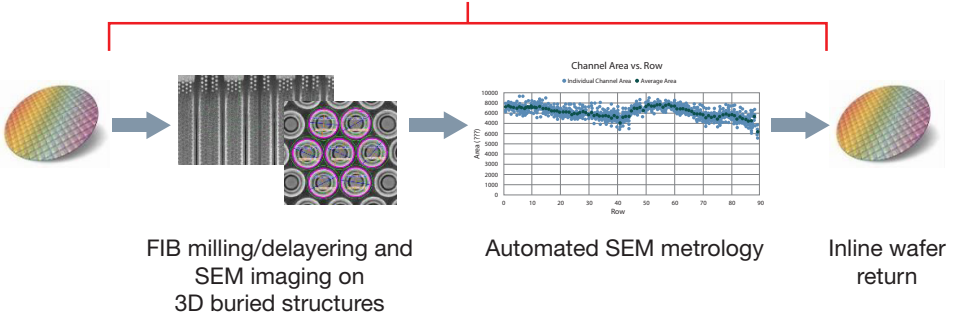 Channel Area vs. Row
Individual Channel Area Average Area
Area (???)
10000
9000
8000
7000
6000
5000
4000
3000
2000
1000
0
0 10 20 30 40 50 60 70 80 90
Row
FIB milling/delayering and
SEM imaging on
3D buried structures
Automated SEM metrology
Inline wafer
return